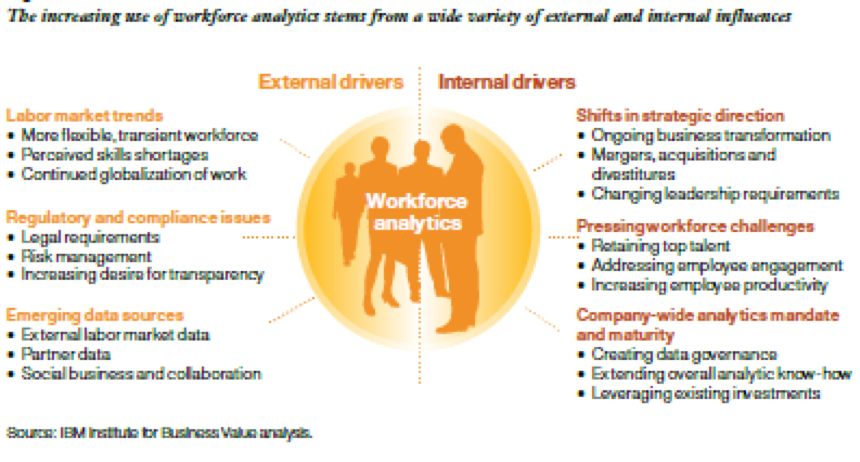 The increasing use of workforce analytics stems from a wide variety of external and internal influences
External drivers
Internal drivers
Labor market trends
• More flexible, transient workforce
• Perceived skills shortages
• Continued globalization of work
Regulatory and compliance issues
• Legal requirements
• Risk management
• Increasing desire for transparency
Emerging data sources
• External labor market data
• Partner data
• Social business and collaboration
Workforce
analytics
Shifts in strategic direction
• Ongoing business transformation
• Mergers, acquisitions and
divestitures
• Changing leadership requirements
Pressing workforce challenges
• Retaining top talent
• Addressing employee engagement
• Increasing employee productivity
Company-wide analytics mandate
and maturity
• Creating data governance
• Extending overall analytic know-how
• Leveraging existing investments
Source: IBM Institute for Business Value analysis.